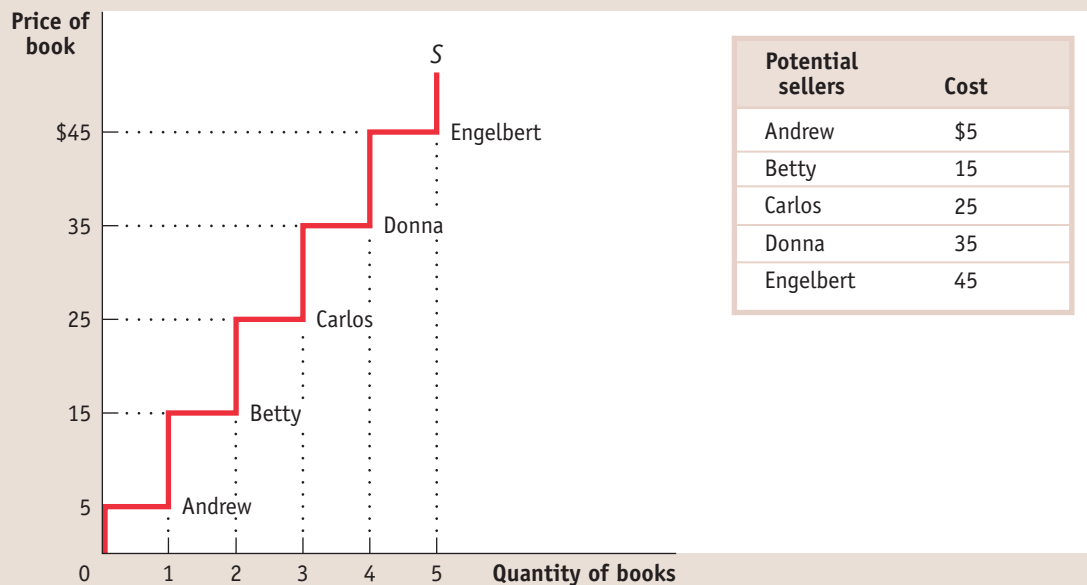 Price of
book
S
$45
Engelbert
35
Donna
25
Carlos
15
Betty
5
Andrew
0 1 2 3 4 5 Quantity of books
Potential
sellers Cost
Andrew $5
Betty 15
Carlos 25
Donna 35
Engelbert 45